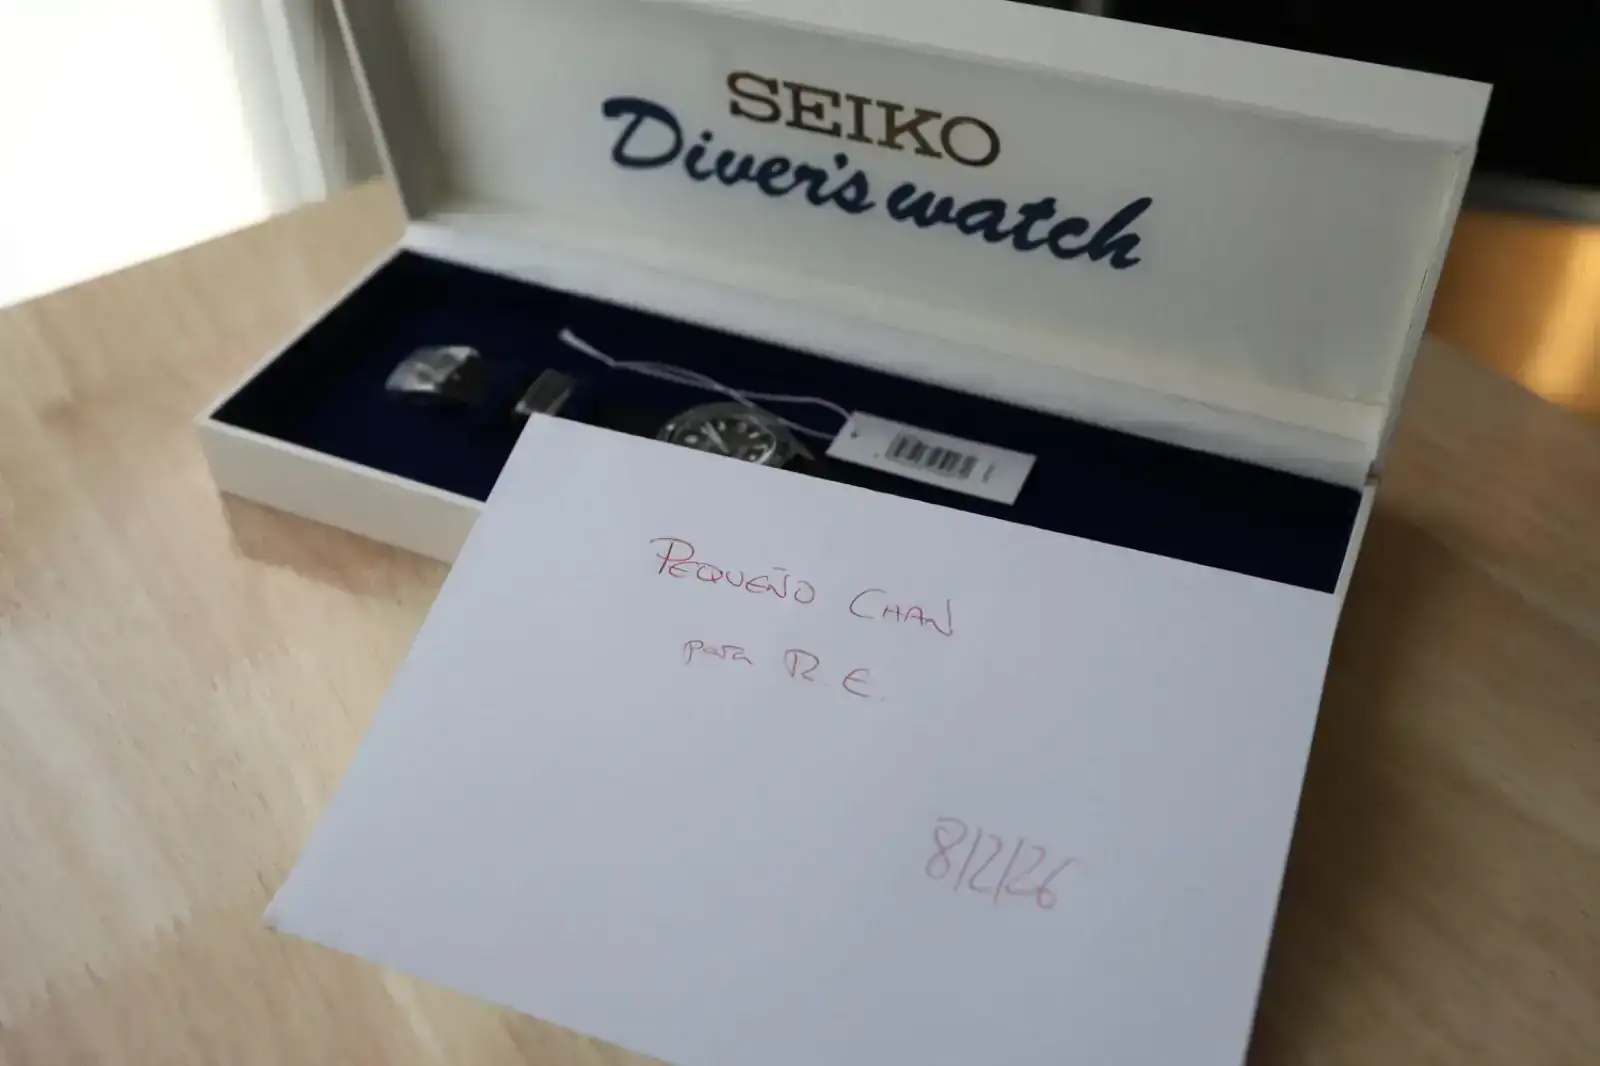 SEIKO
Diver's watch
PEQUEÑO CHAN
para R.E.
8/2/26